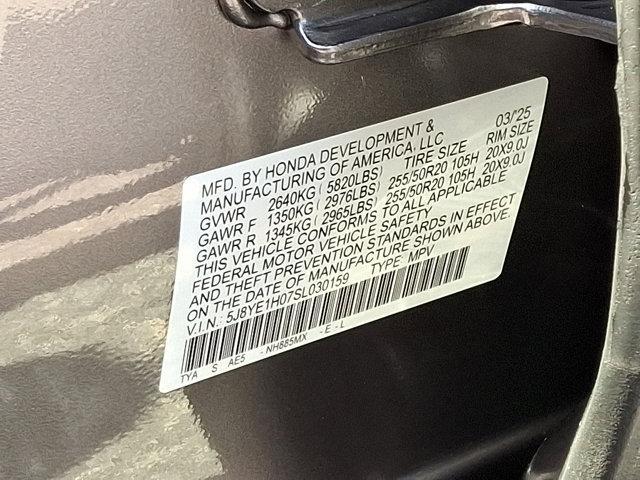 MFD. BY HONDA DEVELOPMENT & 03/'25
MANUFACTURING OF AMERICA, LLC
GVWR 2640KG ( 5820LBS) TIRE SIZE RIM SIZE
GAWR F 1350KG ( 2976LBS) 255/50R20 105H 20X9.0J
GAWR R 1345KG ( 2965LBS) 255/50R20 105H 20X9.0J
THIS VEHICLE CONFORMS TO ALL APPLICABLE
FEDERAL MOTOR VEHICLE SAFETY
AND THEFT PREVENTION STANDARDS IN EFFECT
ON THE DATE OF MANUFACTURE SHOWN ABOVE.
V.I.N.: 5J8YE1H07SL030159 TYPE: MPV
TYA S AE5 - NH885MX - E - L